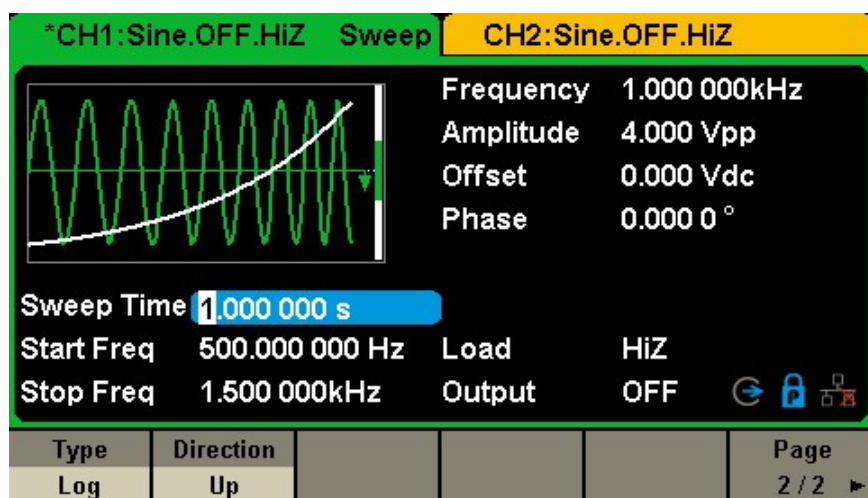 *CH1:Sine.OFF.HiZ Sweep CH2:Sine.OFF.HiZ
Frequency 1.000 000kHz
Amplitude 4.000 Vpp
Offset 0.000 Vdc
Phase 0.000 0 °
Sweep Time 1.000 000 s
Start Freq 500.000 000 Hz Load HiZ
Stop Freq 1.500 000kHz Output OFF P
Type Direction Page
Log Up 2 / 2